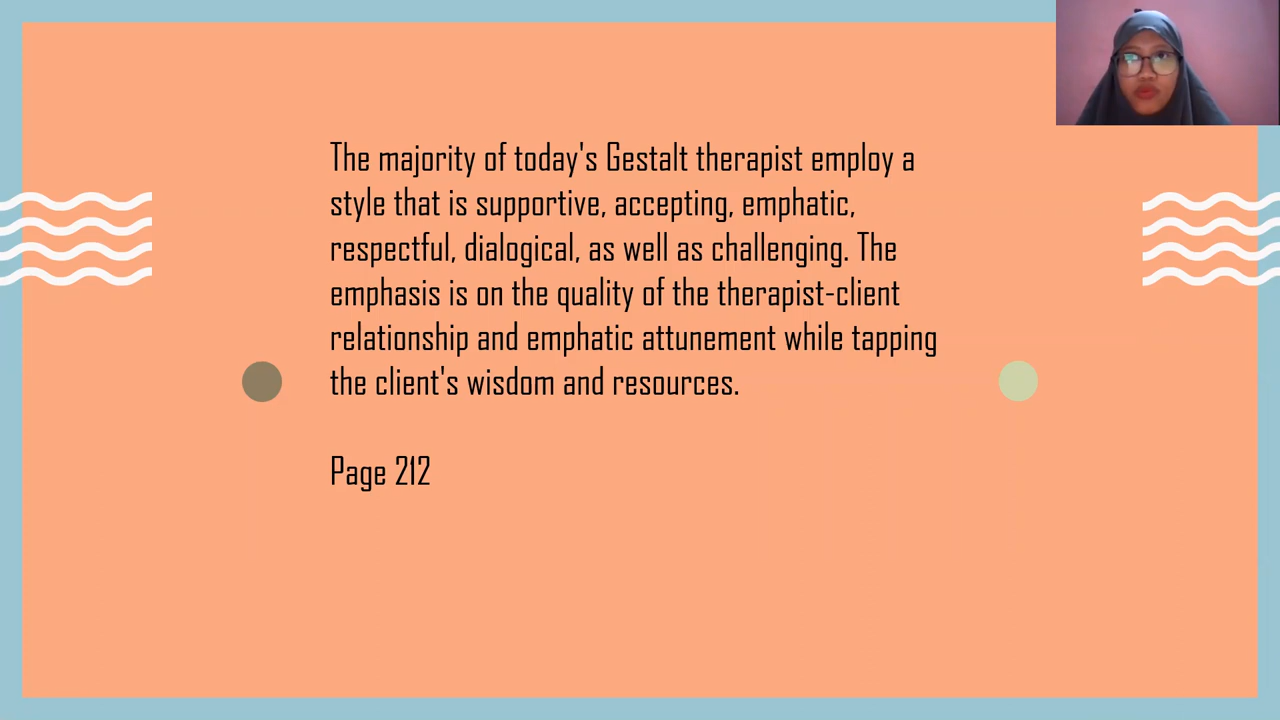 The majority of today's Gestalt therapist employ a
style that is supportive, accepting, emphatic,
respectful, dialogical, as well as challenging. The
emphasis is on the quality of the therapist-client
relationship and emphatic attunement while tapping
the client's wisdom and resources.
Page 212